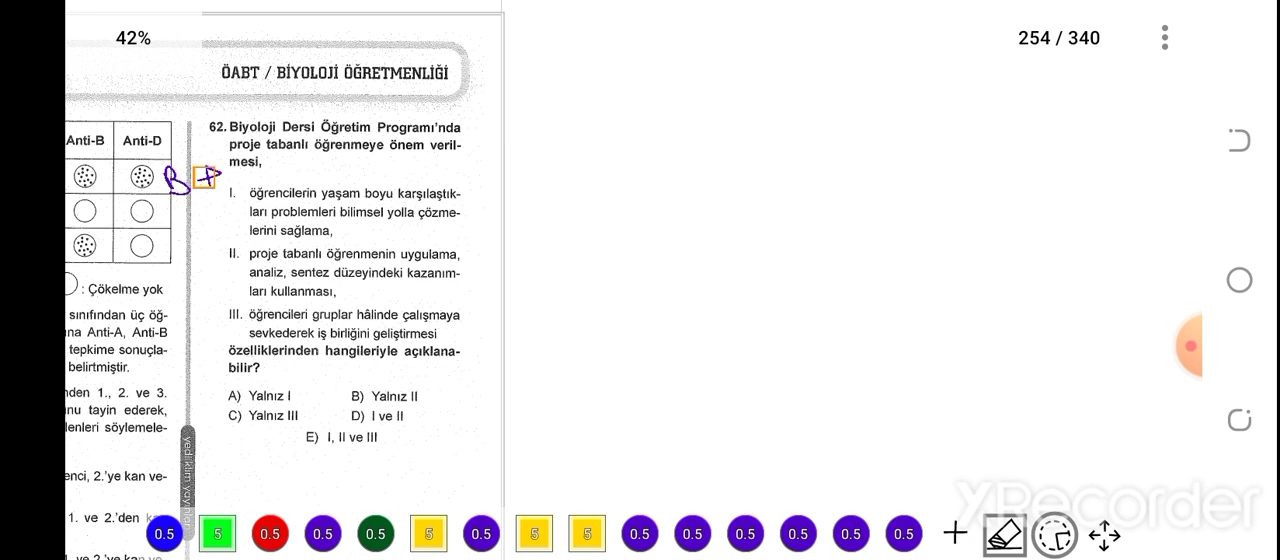 42%
254 / 340
ÖABT / BİYOLOJİ ÖĞRETMENLİĞİ
Anti-B Anti-D
B +
: Çökelme yok
sınıfından üç öğ-
na Anti-A, Anti-B
tepkime sonuçla-
belirtmiştir.
nden 1., 2. ve 3.
nu tayin ederek,
lenleri söylemele-
enci, 2.'ye kan ve-
1. ve 2.'den
ve 2.'ye kan
yediiklim yayınları
62. Biyoloji Dersi Öğretim Programı'nda
proje tabanlı öğrenmeye önem veril-
mesi,
I. öğrencilerin yaşam boyu karşılaştık-
ları problemleri bilimsel yolla çözme-
lerini sağlama,
II. proje tabanlı öğrenmenin uygulama,
analiz, sentez düzeyindeki kazanım-
ları kullanması,
III. öğrencileri gruplar hâlinde çalışmaya
sevkederek iş birliğini geliştirmesi
özelliklerinden hangileriyle açıklana-
bilir?
A) Yalnız I B) Yalnız II
C) Yalnız III D) I ve II
E) I, II ve III
0.5 5 0.5 0.5 0.5 5 0.5 5 5 0.5 0.5 0.5 0.5 0.5 0.5
XRecorder